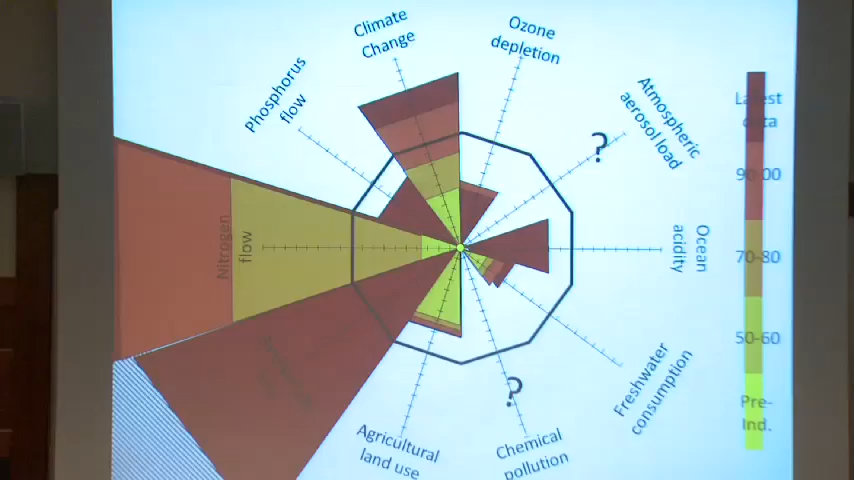 Climate
Change
Ozone
depletion
Phosphorus
flow
Atmospheric
aerosol load
?
Nitrogen
flow
Ocean
acidity
Freshwater
consumption
?
Chemical
pollution
Agricultural
land use
Latest
data
90-00
70-80
50-60
Pre-
Ind.